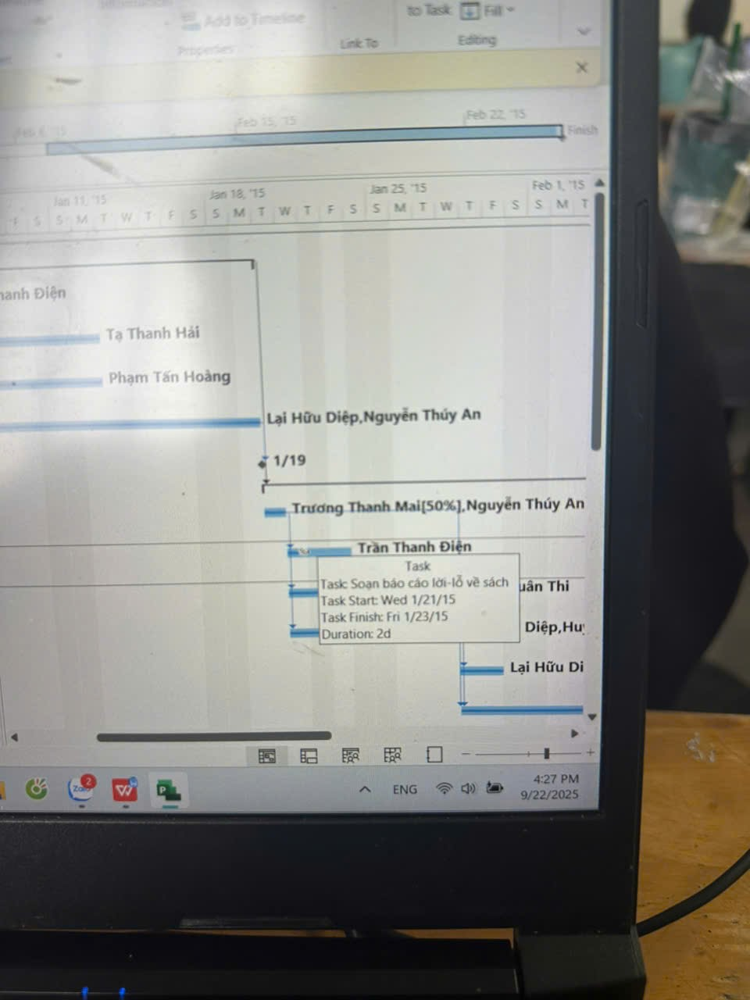 Add to Timeline
to Task Fill
Properties
Link To
Editing
Feb 15, '15
Feb 22, '15
Finish
Jan 11, '15
Jan 18, '15
Jan 25, '15
Feb 1, '15
F S S M T W T F S S M T W T F S S M T W T F S S M T
hanh Điện
Tạ Thanh Hải
Phạm Tấn Hoàng
Lại Hữu Diệp,Nguyễn Thúy An
1/19
Trương Thanh Mai[50%],Nguyễn Thúy An
Trần Thanh Điện
Task
Task: Soạn báo cáo lời-lỗ về sách
Task Start: Wed 1/21/15
Task Finish: Fri 1/23/15
Duration: 2d
uân Thi
Diệp,Huy
Lại Hữu Di
Zalo
2
W
P
ENG
4:27 PM
9/22/2025